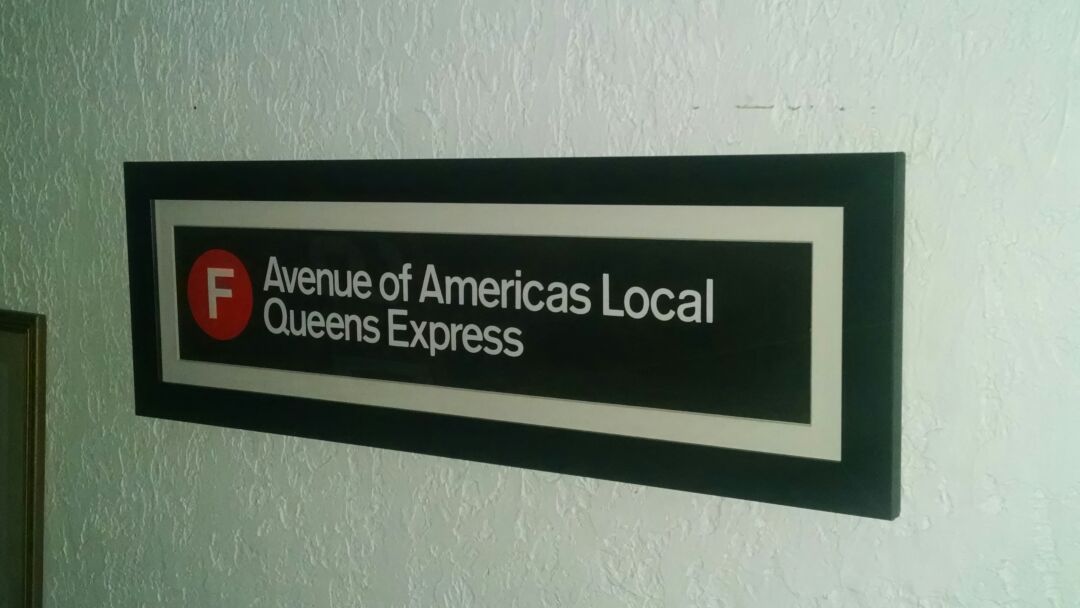 F
Avenue of Americas Local
Queens Express